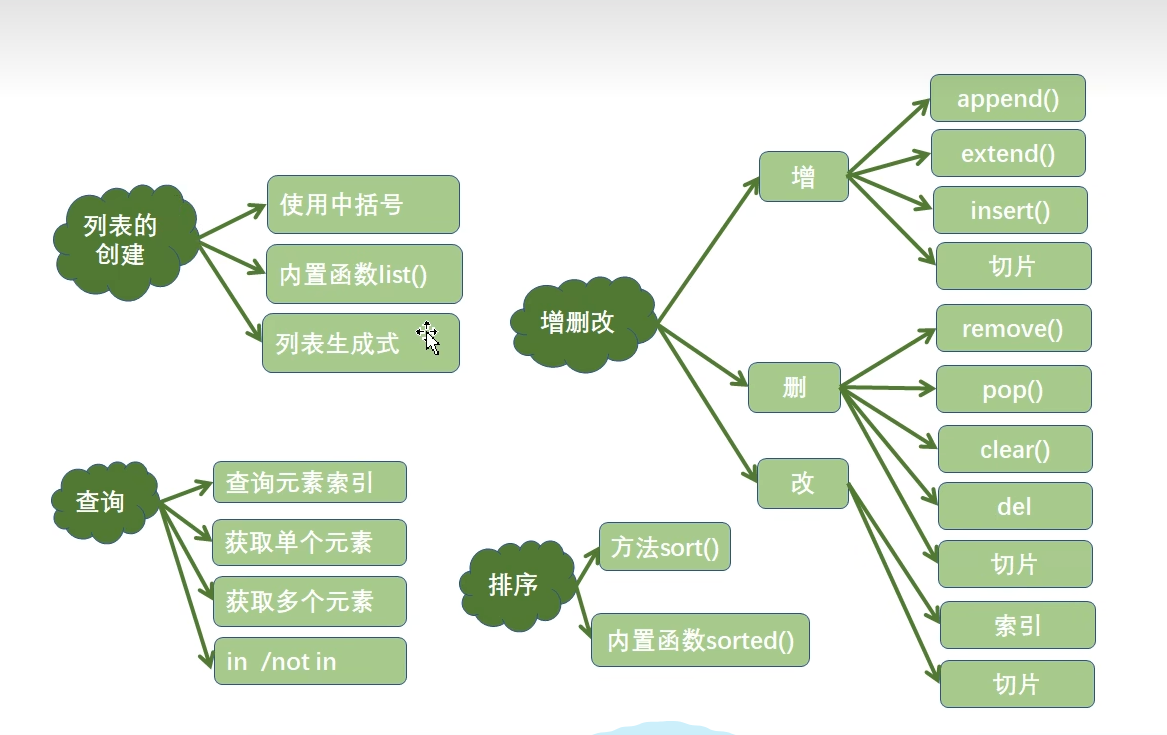 列表的
创建
使用中括号
内置函数list()
列表生成式
查询
查询元素索引
获取单个元素
获取多个元素
in  /not in
增删改
增
append()
extend()
insert()
切片
删
remove()
pop()
clear()
del
切片
改
索引
切片
排序
方法sort()
内置函数sorted()